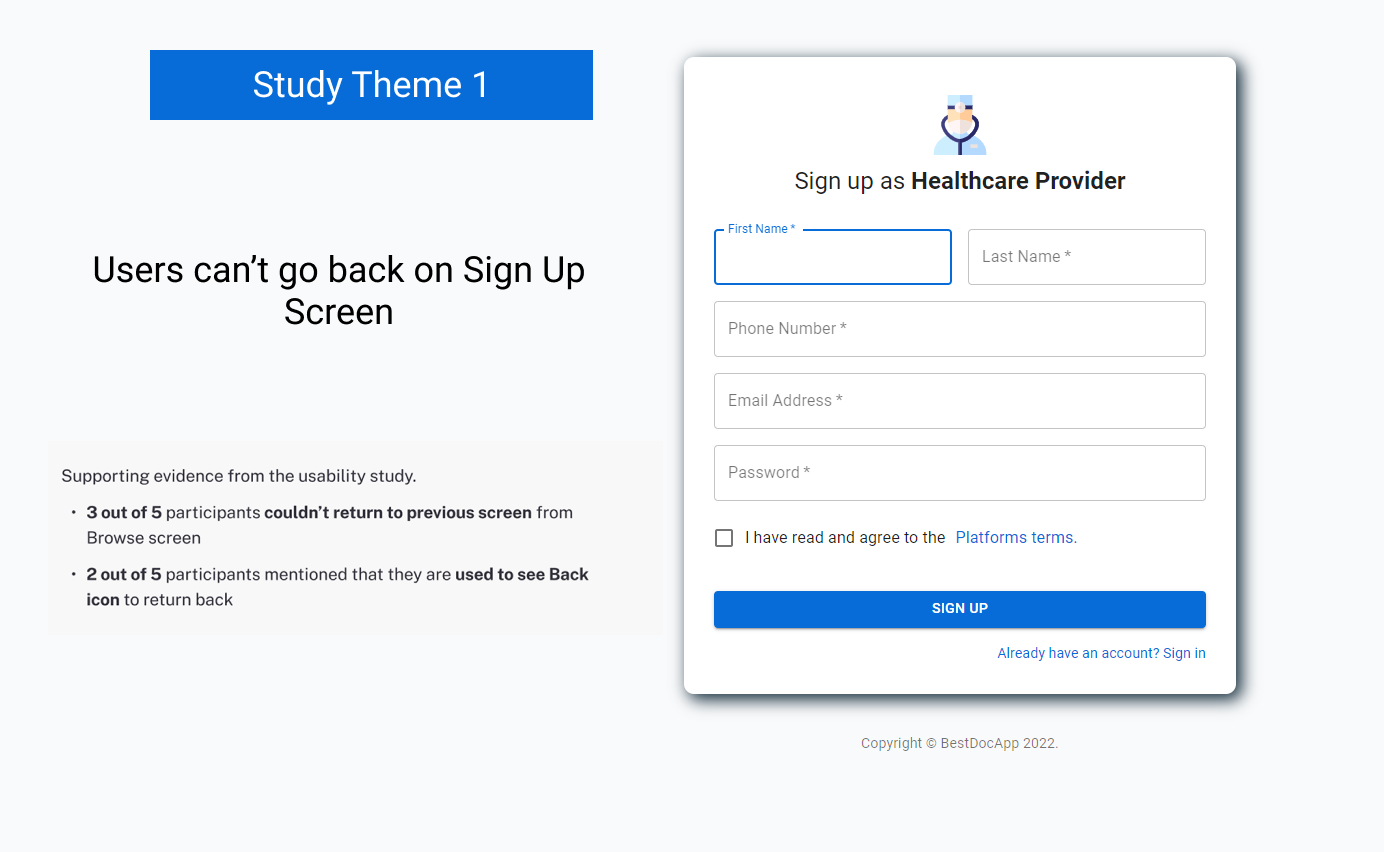 Study Theme 1
Users can’t go back on Sign Up
Screen
Supporting evidence from the usability study.
• 3 out of 5 participants couldn’t return to previous screen from
Browse screen
• 2 out of 5 participants mentioned that they are used to see Back
icon to return back
Sign up as Healthcare Provider
First Name *
Last Name *
Phone Number *
Email Address *
Password *
I have read and agree to the Platforms terms.
SIGN UP
Already have an account? Sign in
Copyright © BestDocApp 2022.